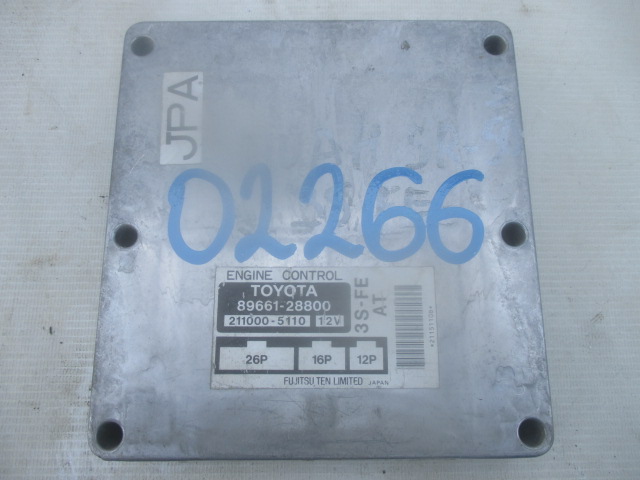 JPA
02266
ENGINE CONTROL
TOYOTA
89661-28800
211000-5110 12V
3S-FE
AT
26P 16P 12P
FUJITSU TEN LIMITED JAPAN